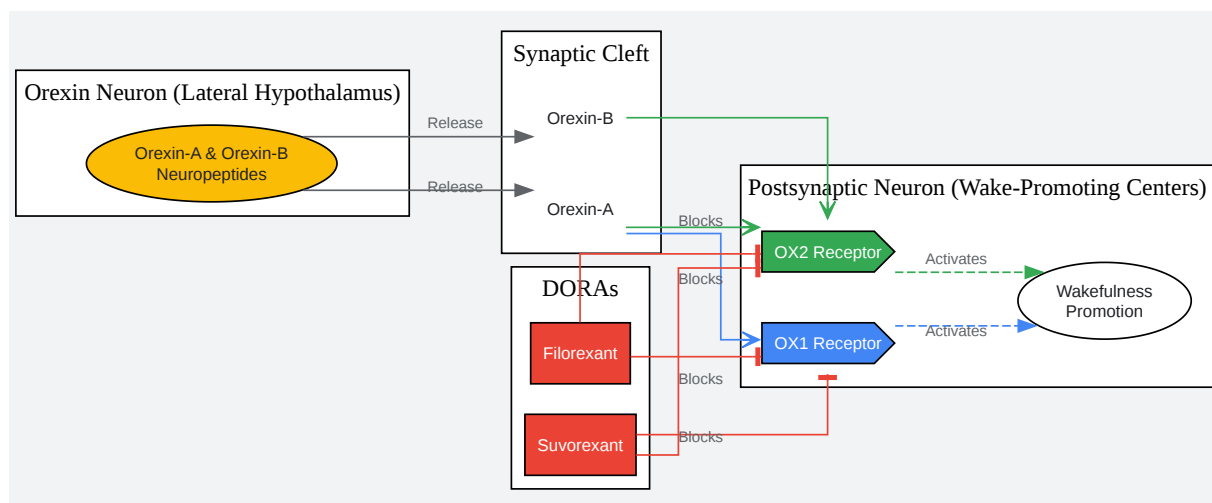 Orexin Neuron (Lateral Hypothalamus)
Orexin-A & Orexin-B
Neuropeptides
Release
Release
Synaptic Cleft
Orexin-B
Orexin-A
DORAs
Filorexant
Suvorexant
Blocks
Blocks
Blocks
Blocks
Postsynaptic Neuron (Wake-Promoting Centers)
OX2 Receptor
OX1 Receptor
Activates
Activates
Wakefulness
Promotion